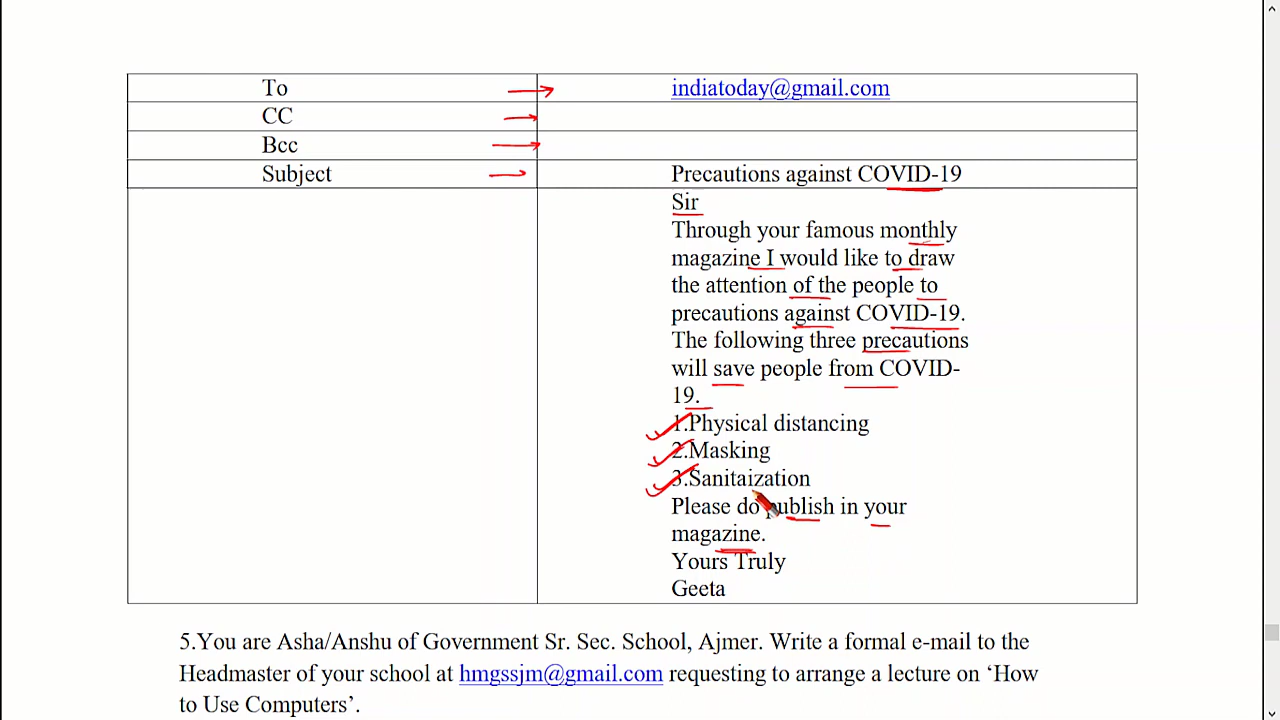 To indiatoday@gmail.com
CC
Bcc
Subject Precautions against COVID-19
Sir
Through your famous monthly
magazine I would like to draw
the attention of the people to
precautions against COVID-19.
The following three precautions
will save people from COVID-
19.
1.Physical distancing
2.Masking
3.Sanitaization
Please do publish in your
magazine.
Yours Truly
Geeta
5.You are Asha/Anshu of Government Sr. Sec. School, Ajmer. Write a formal e-mail to the
Headmaster of your school at hmgssjm@gmail.com requesting to arrange a lecture on ‘How
to Use Computers’.